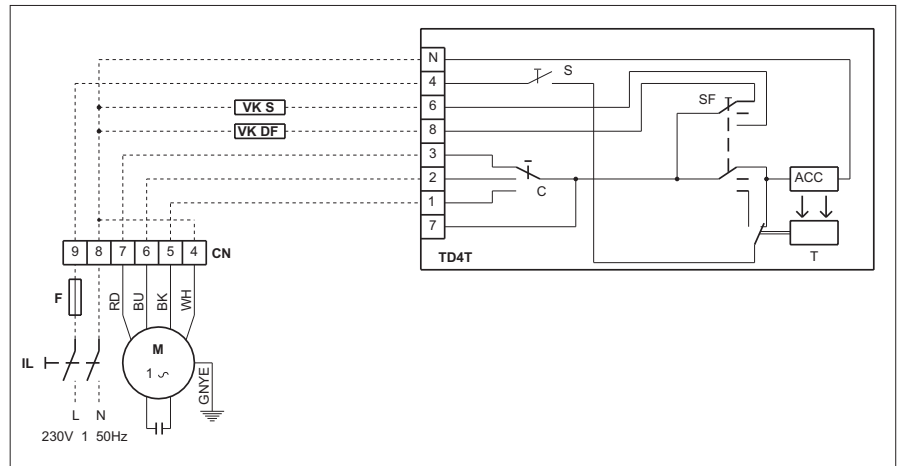 N
4
S
6
VK S
SF
8
VK DF
3
2
C
ACC
1
7
T
TD4T
9 8 7 6 5 4 CN
F
RD
BU
BK
WH
M
1 ∿
IL
GNYE
L N
230V 1 50Hz